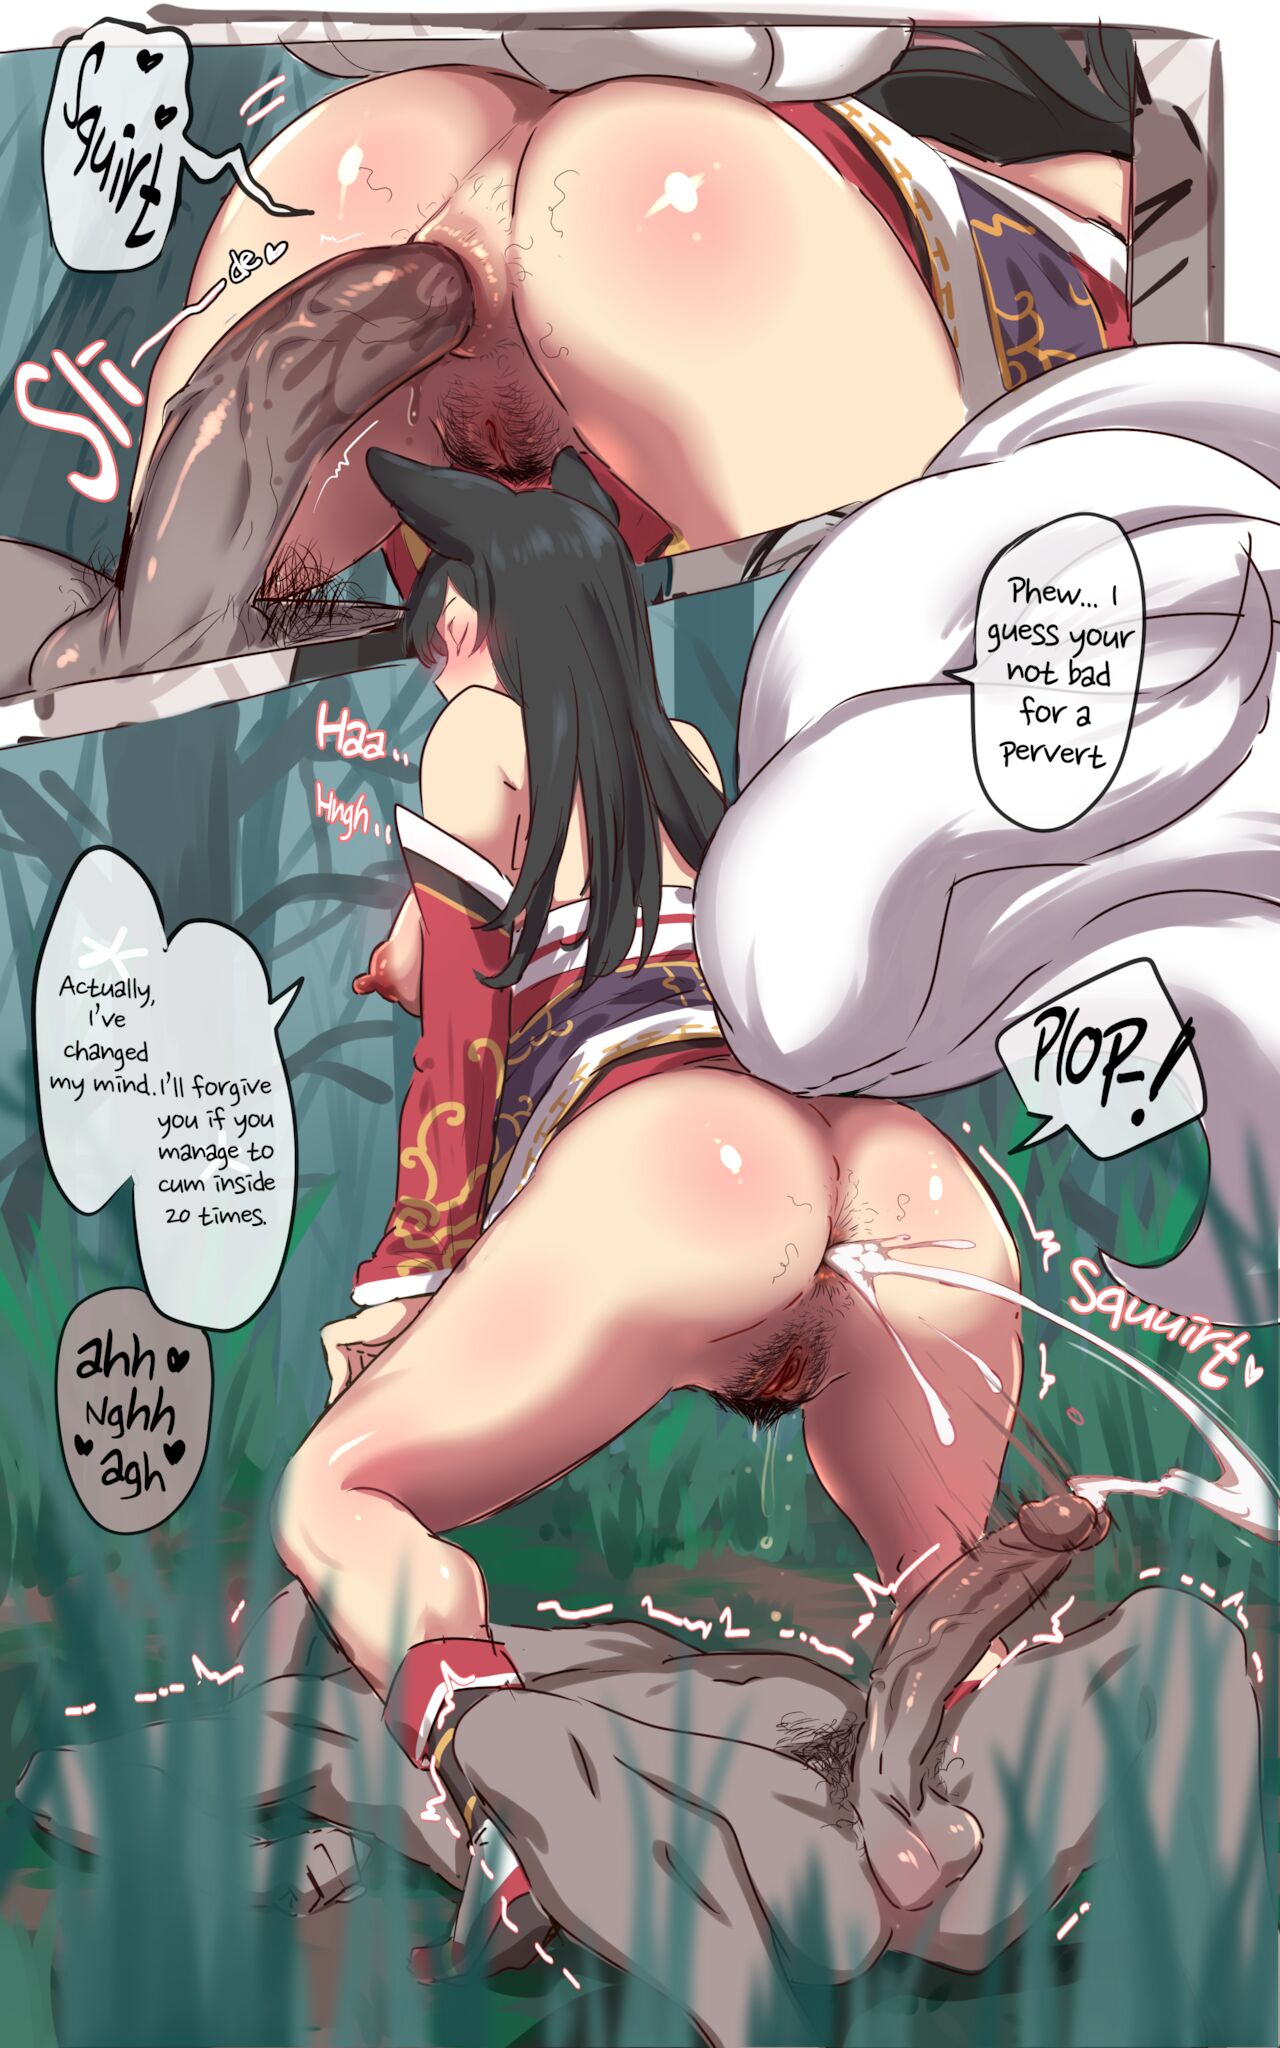 Squirt
Sli
de
Phew... I
guess your
not bad
for a
pervert
Haa..
Hngh..
Actually,
I've
changed
my mind.
I'll forgive
you if you
manage to
cum inside
20 times.
Plop-!
Squuirt
ahh
Nghh
agh